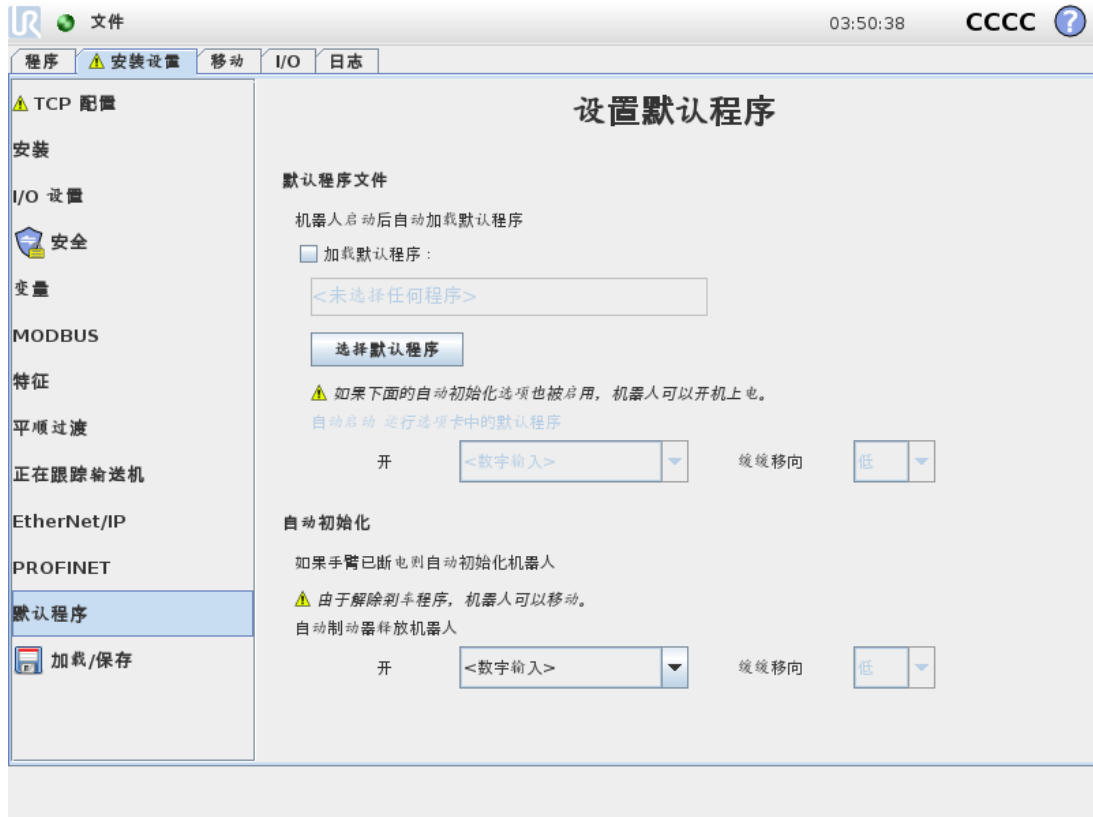 UR 文件 03:50:38 CCCC ?
程序 安装设置 移动 I/O 日志
TCP 配置
安装
I/O 设置
安全
变量
MODBUS
特征
平顺过渡
正在跟踪输送机
EtherNet/IP
PROFINET
默认程序
加载/保存
设置默认程序
默认程序文件
机器人启动后自动加载默认程序
加载默认程序：
<未选择任何程序>
选择默认程序
如果下面的自动初始化选项也被启用，机器人可以开机上电。
自动启动 运行选项卡中的默认程序
开 <数字输入> 缓缓移向 低
自动初始化
如果手臂已断电则自动初始化机器人
由于解除刹车程序，机器人可以移动。
自动制动器释放机器人
开 <数字输入> 缓缓移向 低